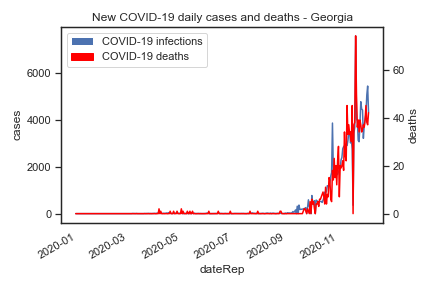 New COVID-19 daily cases and deaths - Georgia
COVID-19 infections
COVID-19 deaths
6000
4000
2000
0
cases
60
40
20
0
deaths
2020-01
2020-03
2020-05
2020-07
2020-09
2020-11
dateRep